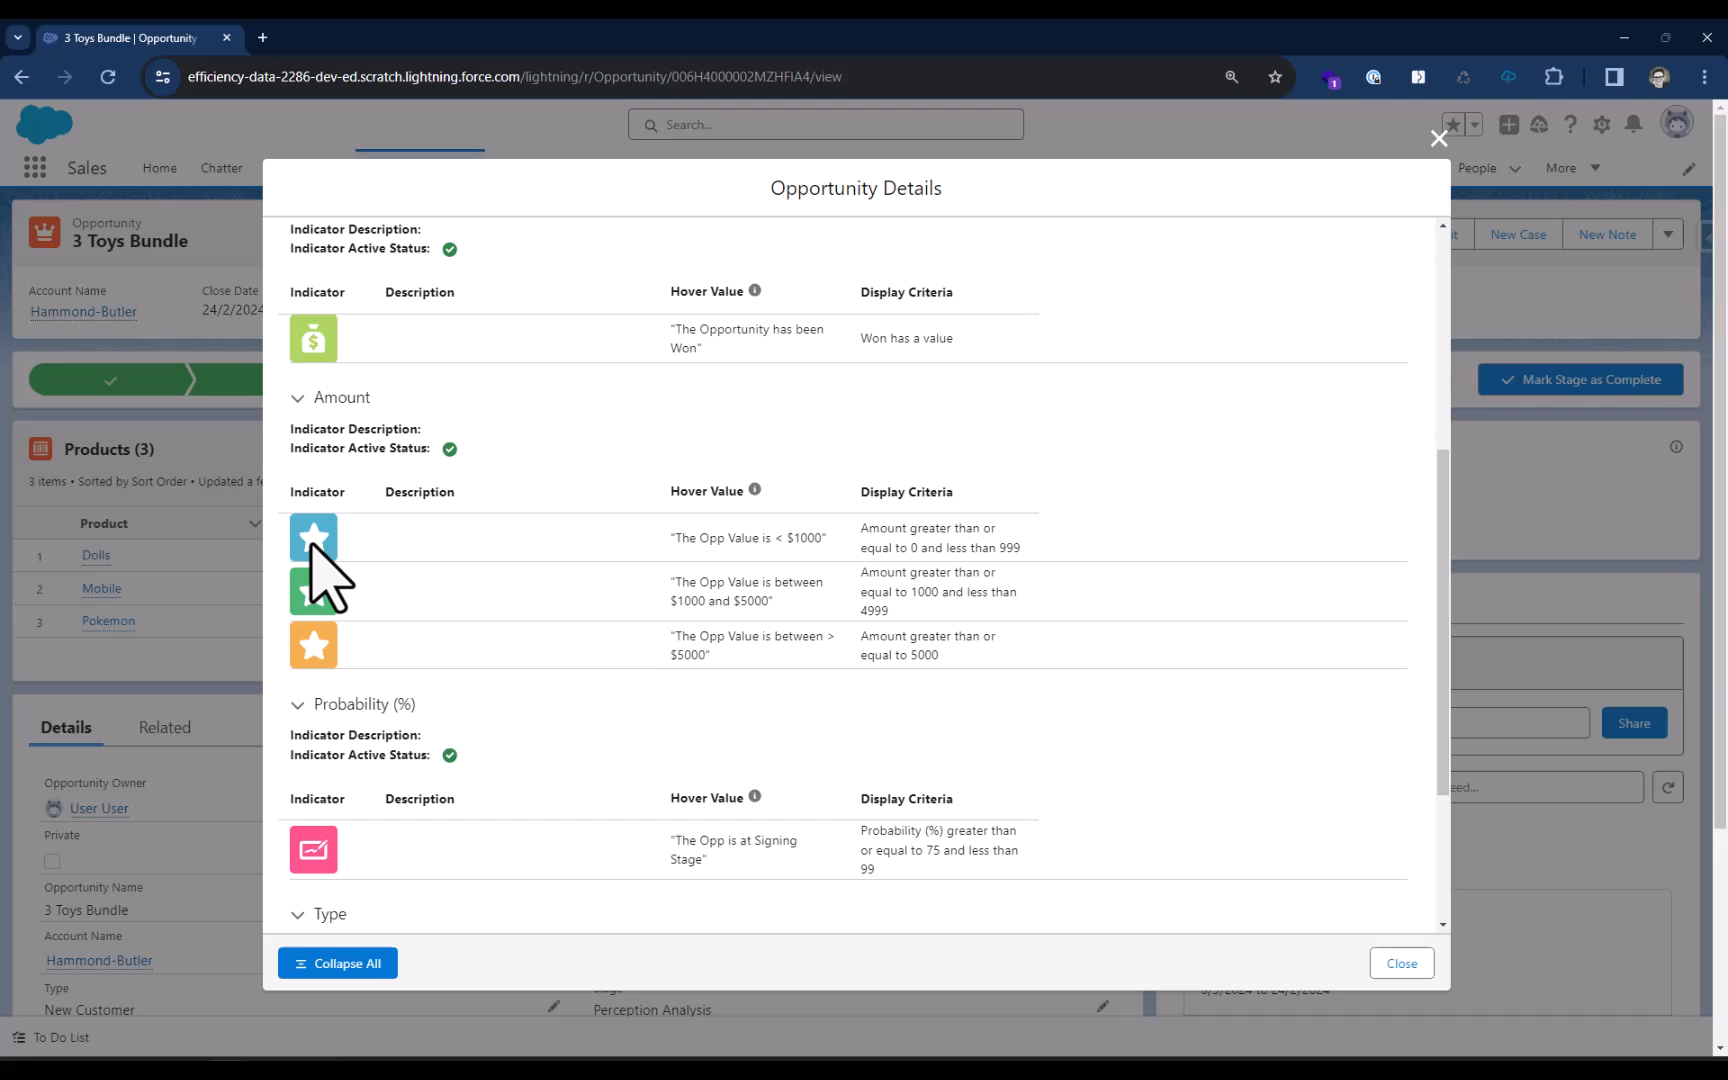 3 Toys Bundle | Opportunity
efficiency-data-2286-dev-ed.scratch.lightning.force.com/lightning/r/Opportunity/006H4000002MZHFIA4/view
1
Search...
Sales
Home
Chatter
People
More
Opportunity
3 Toys Bundle
New Case
New Note
Account Name
Close Date
Hammond-Butler
24/2/2024
Mark Stage as Complete
Products (3)
3 items • Sorted by Sort Order • Updated a fe
Product
1 Dolls
2 Mobile
3 Pokemon
Details
Related
Opportunity Owner
User User
Private
Opportunity Name
3 Toys Bundle
Account Name
Hammond-Butler
Type
New Customer
Perception Analysis
Share
eed...
To Do List
Opportunity Details
Indicator Description:
Indicator Active Status:
Indicator Description Hover Value Display Criteria
"The Opportunity has been
Won"
Won has a value
Amount
Indicator Description:
Indicator Active Status:
Indicator Description Hover Value Display Criteria
"The Opp Value is < $1000"
Amount greater than or
equal to 0 and less than 999
"The Opp Value is between
$1000 and $5000"
Amount greater than or
equal to 1000 and less than
4999
"The Opp Value is between >
$5000"
Amount greater than or
equal to 5000
Probability (%)
Indicator Description:
Indicator Active Status:
Indicator Description Hover Value Display Criteria
"The Opp is at Signing
Stage"
Probability (%) greater than
or equal to 75 and less than
99
Type
Collapse All
Close